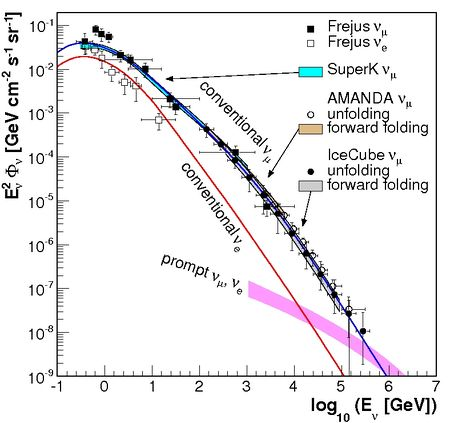 Frejus νμ
Frejus νe
SuperK νμ
AMANDA νμ
unfolding
forward folding
IceCube νμ
unfolding
forward folding
conventional νμ
conventional νe
prompt νμ, νe
E²ν Φν [GeV cm⁻² s⁻¹ sr⁻¹]
10⁻¹
10⁻²
10⁻³
10⁻⁴
10⁻⁵
10⁻⁶
10⁻⁷
10⁻⁸
10⁻⁹
-1 0 1 2 3 4 5 6 7
log₁₀ (Eν [GeV])